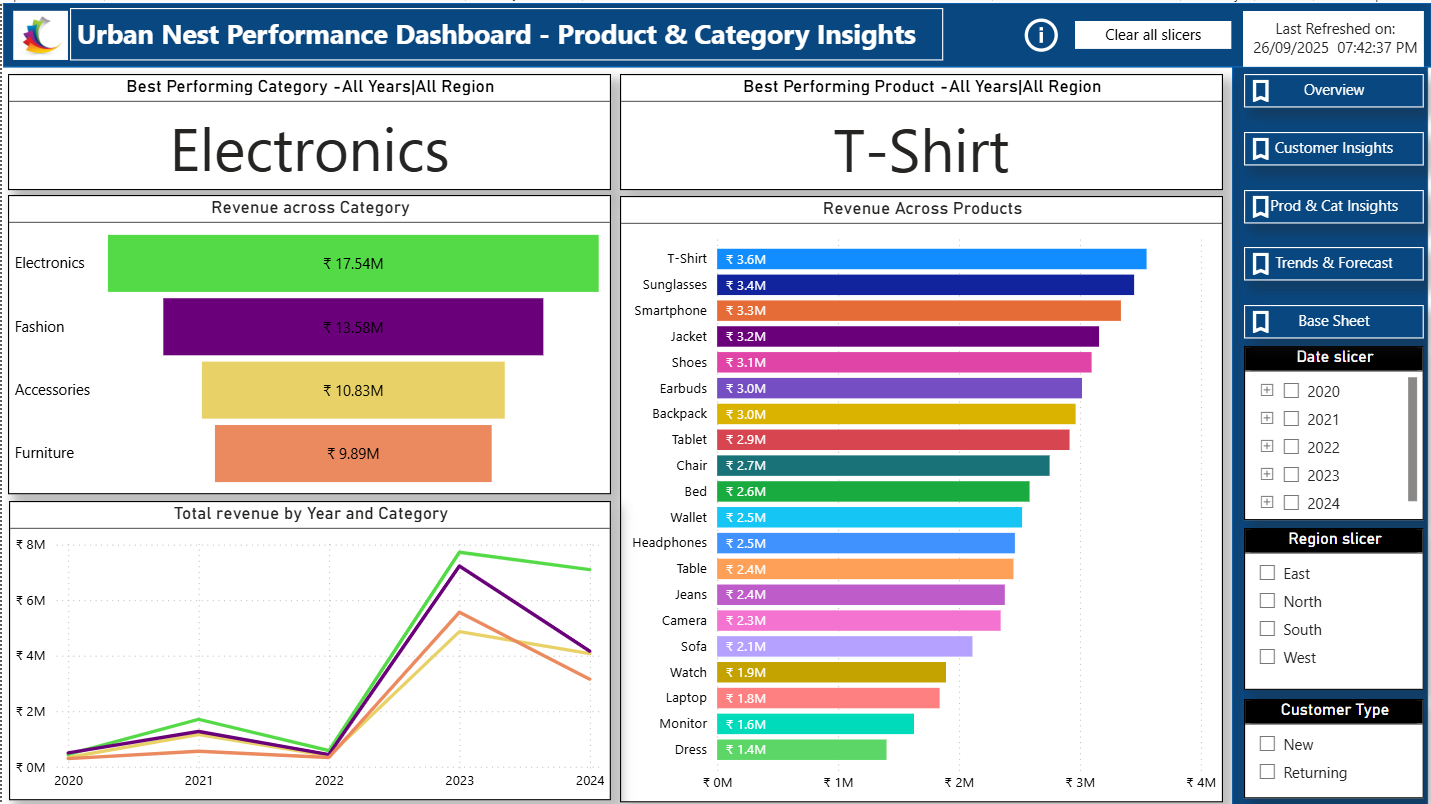 Urban Nest Performance Dashboard - Product & Category Insights
i
Clear all slicers
Last Refreshed on:
26/09/2025 07:42:37 PM
Best Performing Category -All Years|All Region
Electronics
Best Performing Product -All Years|All Region
T-Shirt
Revenue across Category
Electronics ₹ 17.54M
Fashion ₹ 13.58M
Accessories ₹ 10.83M
Furniture ₹ 9.89M
Total revenue by Year and Category
₹ 8M
₹ 6M
₹ 4M
₹ 2M
₹ 0M
2020 2021 2022 2023 2024
Revenue Across Products
T-Shirt ₹ 3.6M
Sunglasses ₹ 3.4M
Smartphone ₹ 3.3M
Jacket ₹ 3.2M
Shoes ₹ 3.1M
Earbuds ₹ 3.0M
Backpack ₹ 3.0M
Tablet ₹ 2.9M
Chair ₹ 2.7M
Bed ₹ 2.6M
Wallet ₹ 2.5M
Headphones ₹ 2.5M
Table ₹ 2.4M
Jeans ₹ 2.4M
Camera ₹ 2.3M
Sofa ₹ 2.1M
Watch ₹ 1.9M
Laptop ₹ 1.8M
Monitor ₹ 1.6M
Dress ₹ 1.4M
₹ 0M ₹ 1M ₹ 2M ₹ 3M ₹ 4M
Overview
Customer Insights
Prod & Cat Insights
Trends & Forecast
Base Sheet
Date slicer
2020
2021
2022
2023
2024
Region slicer
East
North
South
West
Customer Type
New
Returning